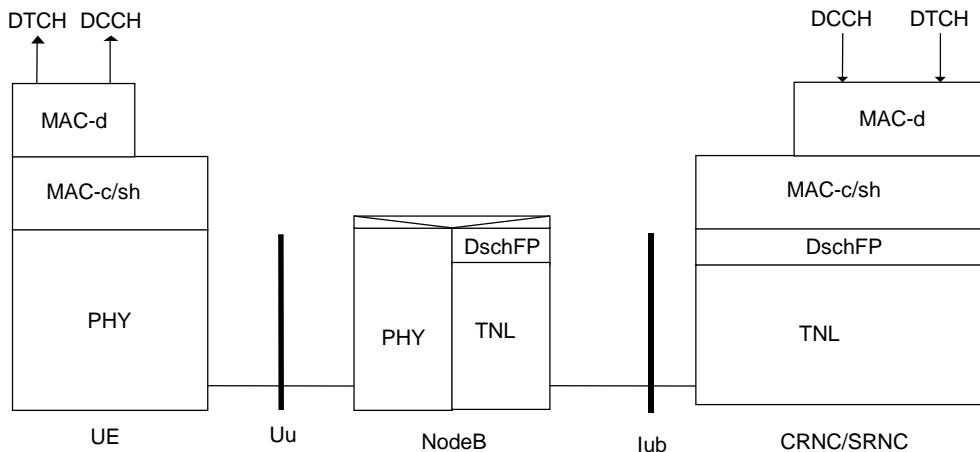 DTCH DCCH
DCCH DTCH
MAC-d
MAC-d
MAC-c/sh
MAC-c/sh
DschFP
DschFP
PHY
PHY
TNL
TNL
UE
Uu
NodeB
Iub
CRNC/SRNC